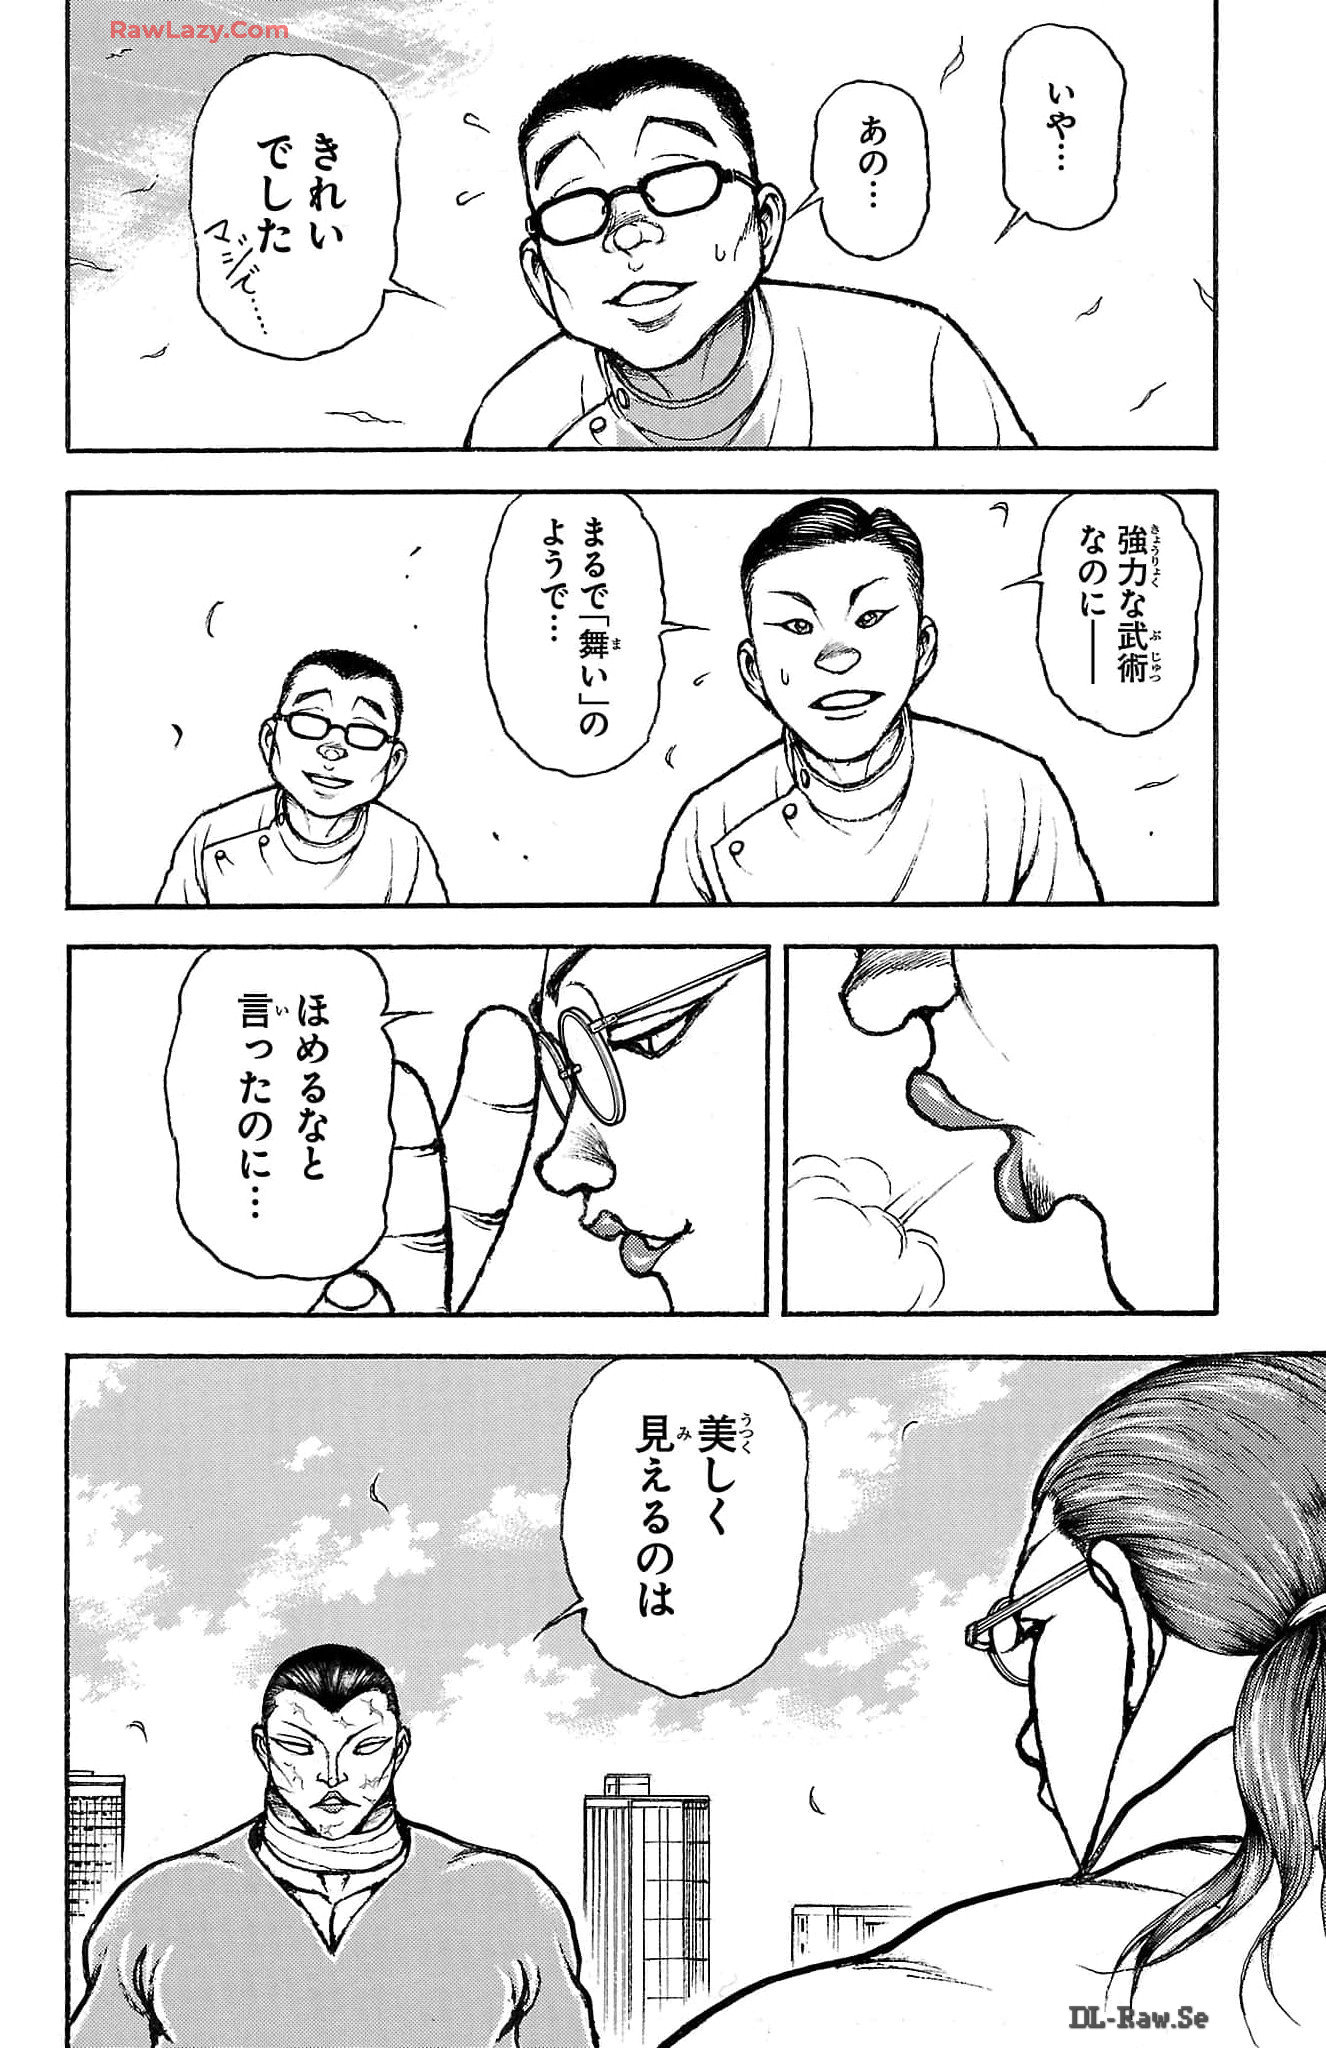 RawLazy.Com
いや…
あの…
きれい
でした
マジで……
強力な武術
なのに――
まるで「舞い」の
ようで…
ほめるなと
言ったのに…
美しく
見えるのは
DL-Raw.Se